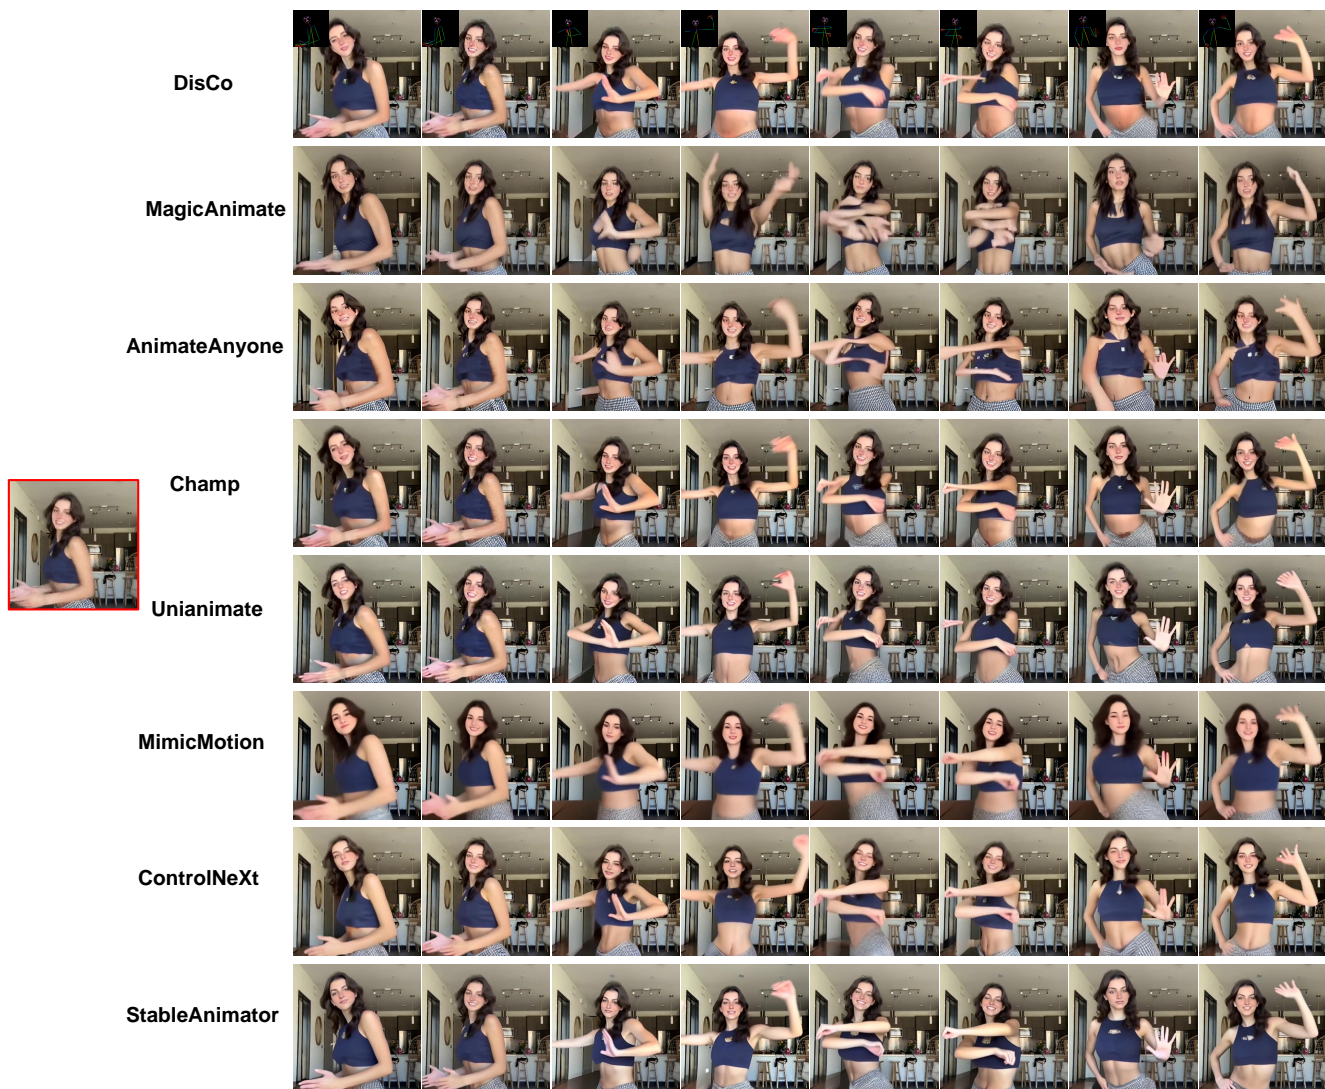 DisCo
MagicAnimate
AnimateAnyone
Champ
Unianimate
MimicMotion
ControlNeXt
StableAnimator